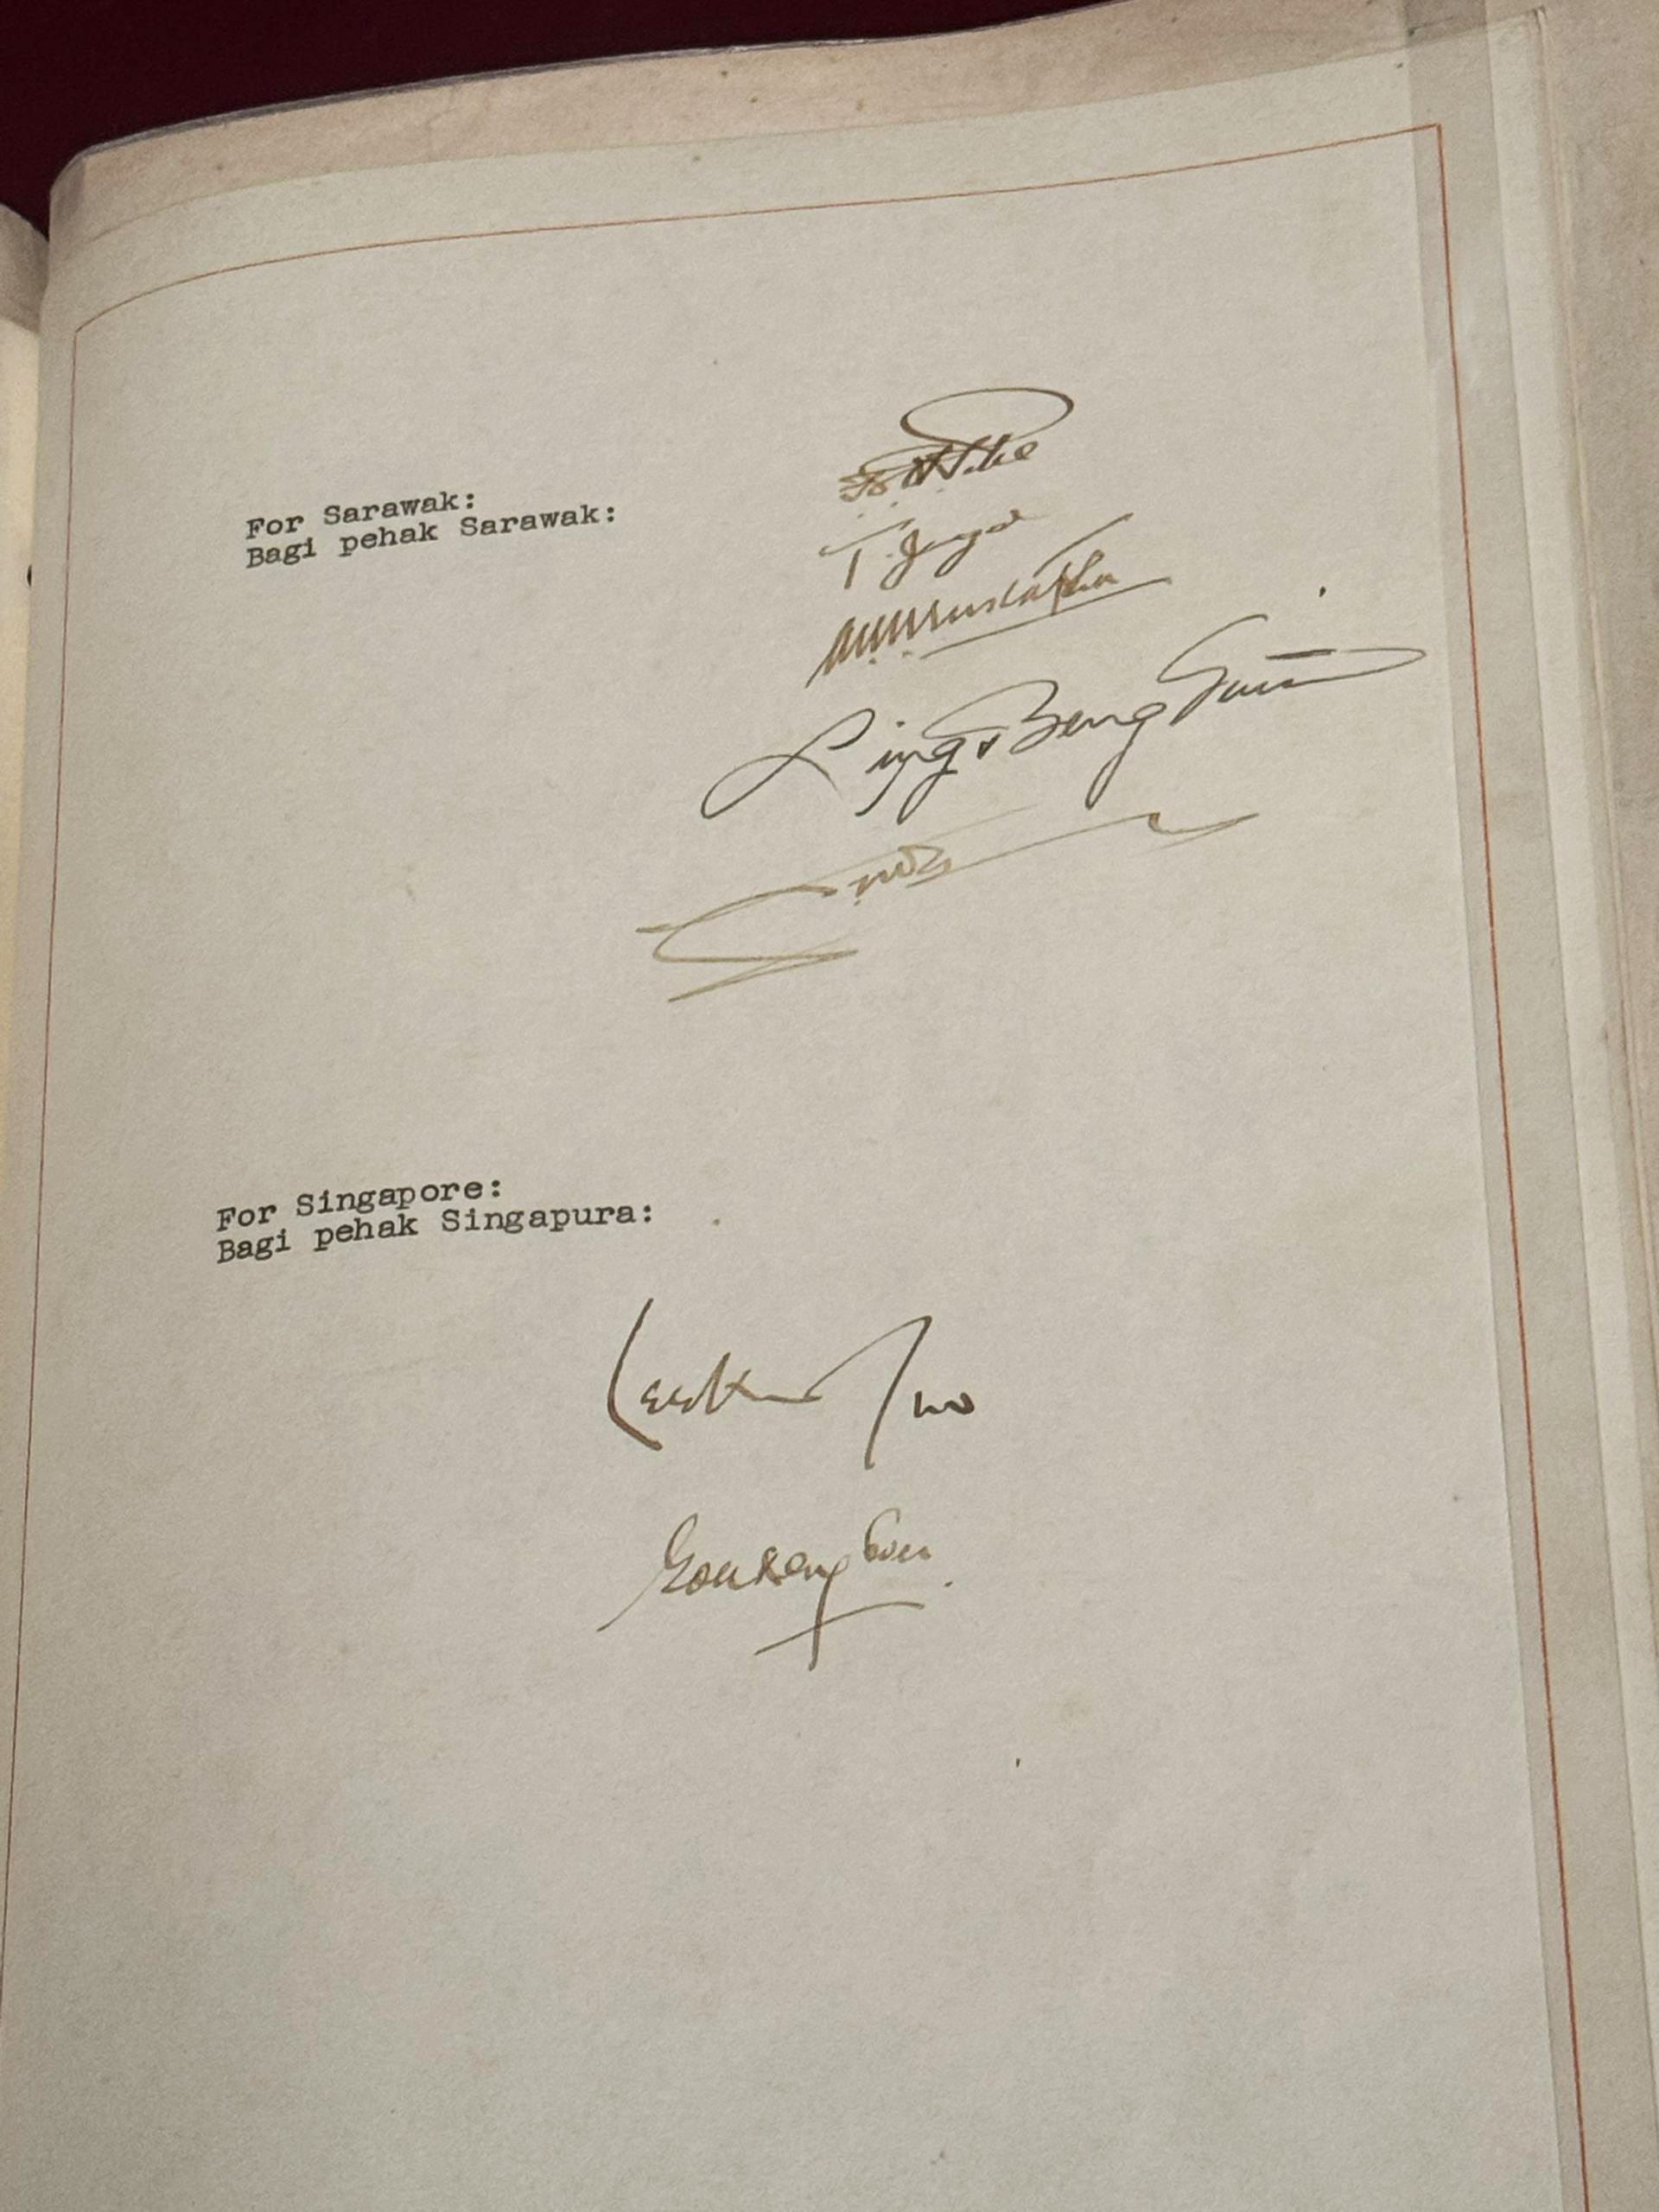 For Sarawak:
Bagi pehak Sarawak:
T. Jugah
Ling Beng Siew
For Singapore:
Bagi pehak Singapura:
Lee Kuan Yew
Goh Keng Swee